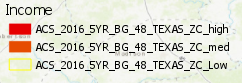 Income
ACS_2016_5YR_BG_48_TEXAS_ZC_high
ACS_2016_5YR_BG_48_TEXAS_ZC_med
ACS_2016_5YR_BG_48_TEXAS_ZC_Low